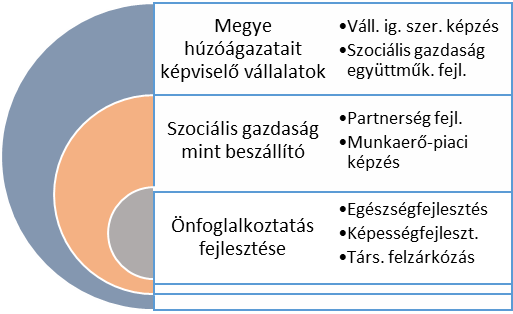 Megye
húzóágazatait
képviselő vállalatok
•Váll. ig. szer. képzés
•Szociális gazdaság
együttműk. fejl.
Szociális gazdaság
mint beszállító
•Partnerség fejl.
•Munkaerő-piaci
képzés
Önfoglalkoztatás
fejlesztése
•Egészségfejlesztés
•Képességfejleszt.
•Társ. felzárkózás